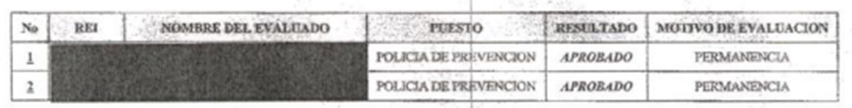 No REI NOMBRE DEL EVALUADO PUESTO RESULTADO MOTIVO DE EVALUACION
1 POLICIA DE PREVENCION APROBADO PERMANENCIA
2 POLICIA DE PREVENCION APROBADO PERMANENCIA